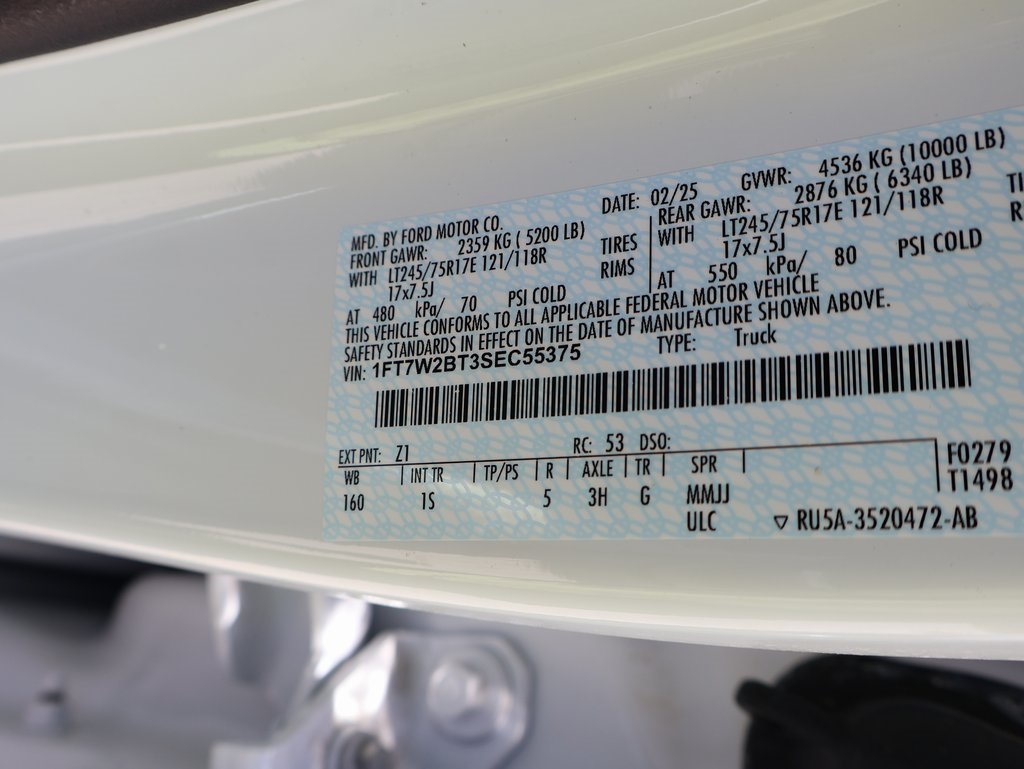 MFD. BY FORD MOTOR CO. DATE: 02/25 GVWR: 4536 KG (10000 LB)
FRONT GAWR: 2359 KG ( 5200 LB) REAR GAWR: 2876 KG ( 6340 LB)
WITH LT245/75R17E 121/118R TIRES WITH LT245/75R17E 121/118R TI
17x7.5J RIMS 17x7.5J R
AT 480 kPa/ 70 PSI COLD AT 550 kPa/ 80 PSI COLD
THIS VEHICLE CONFORMS TO ALL APPLICABLE FEDERAL MOTOR VEHICLE
SAFETY STANDARDS IN EFFECT ON THE DATE OF MANUFACTURE SHOWN ABOVE.
VIN: 1FT7W2BT3SEC55375 TYPE: Truck
EXT PNT: Z1 RC: 53 DSO:
WB INT TR TP/PS R AXLE TR SPR F0279
160 1S 5 3H G MMJJ T1498
ULC ▽ RU5A-3520472-AB